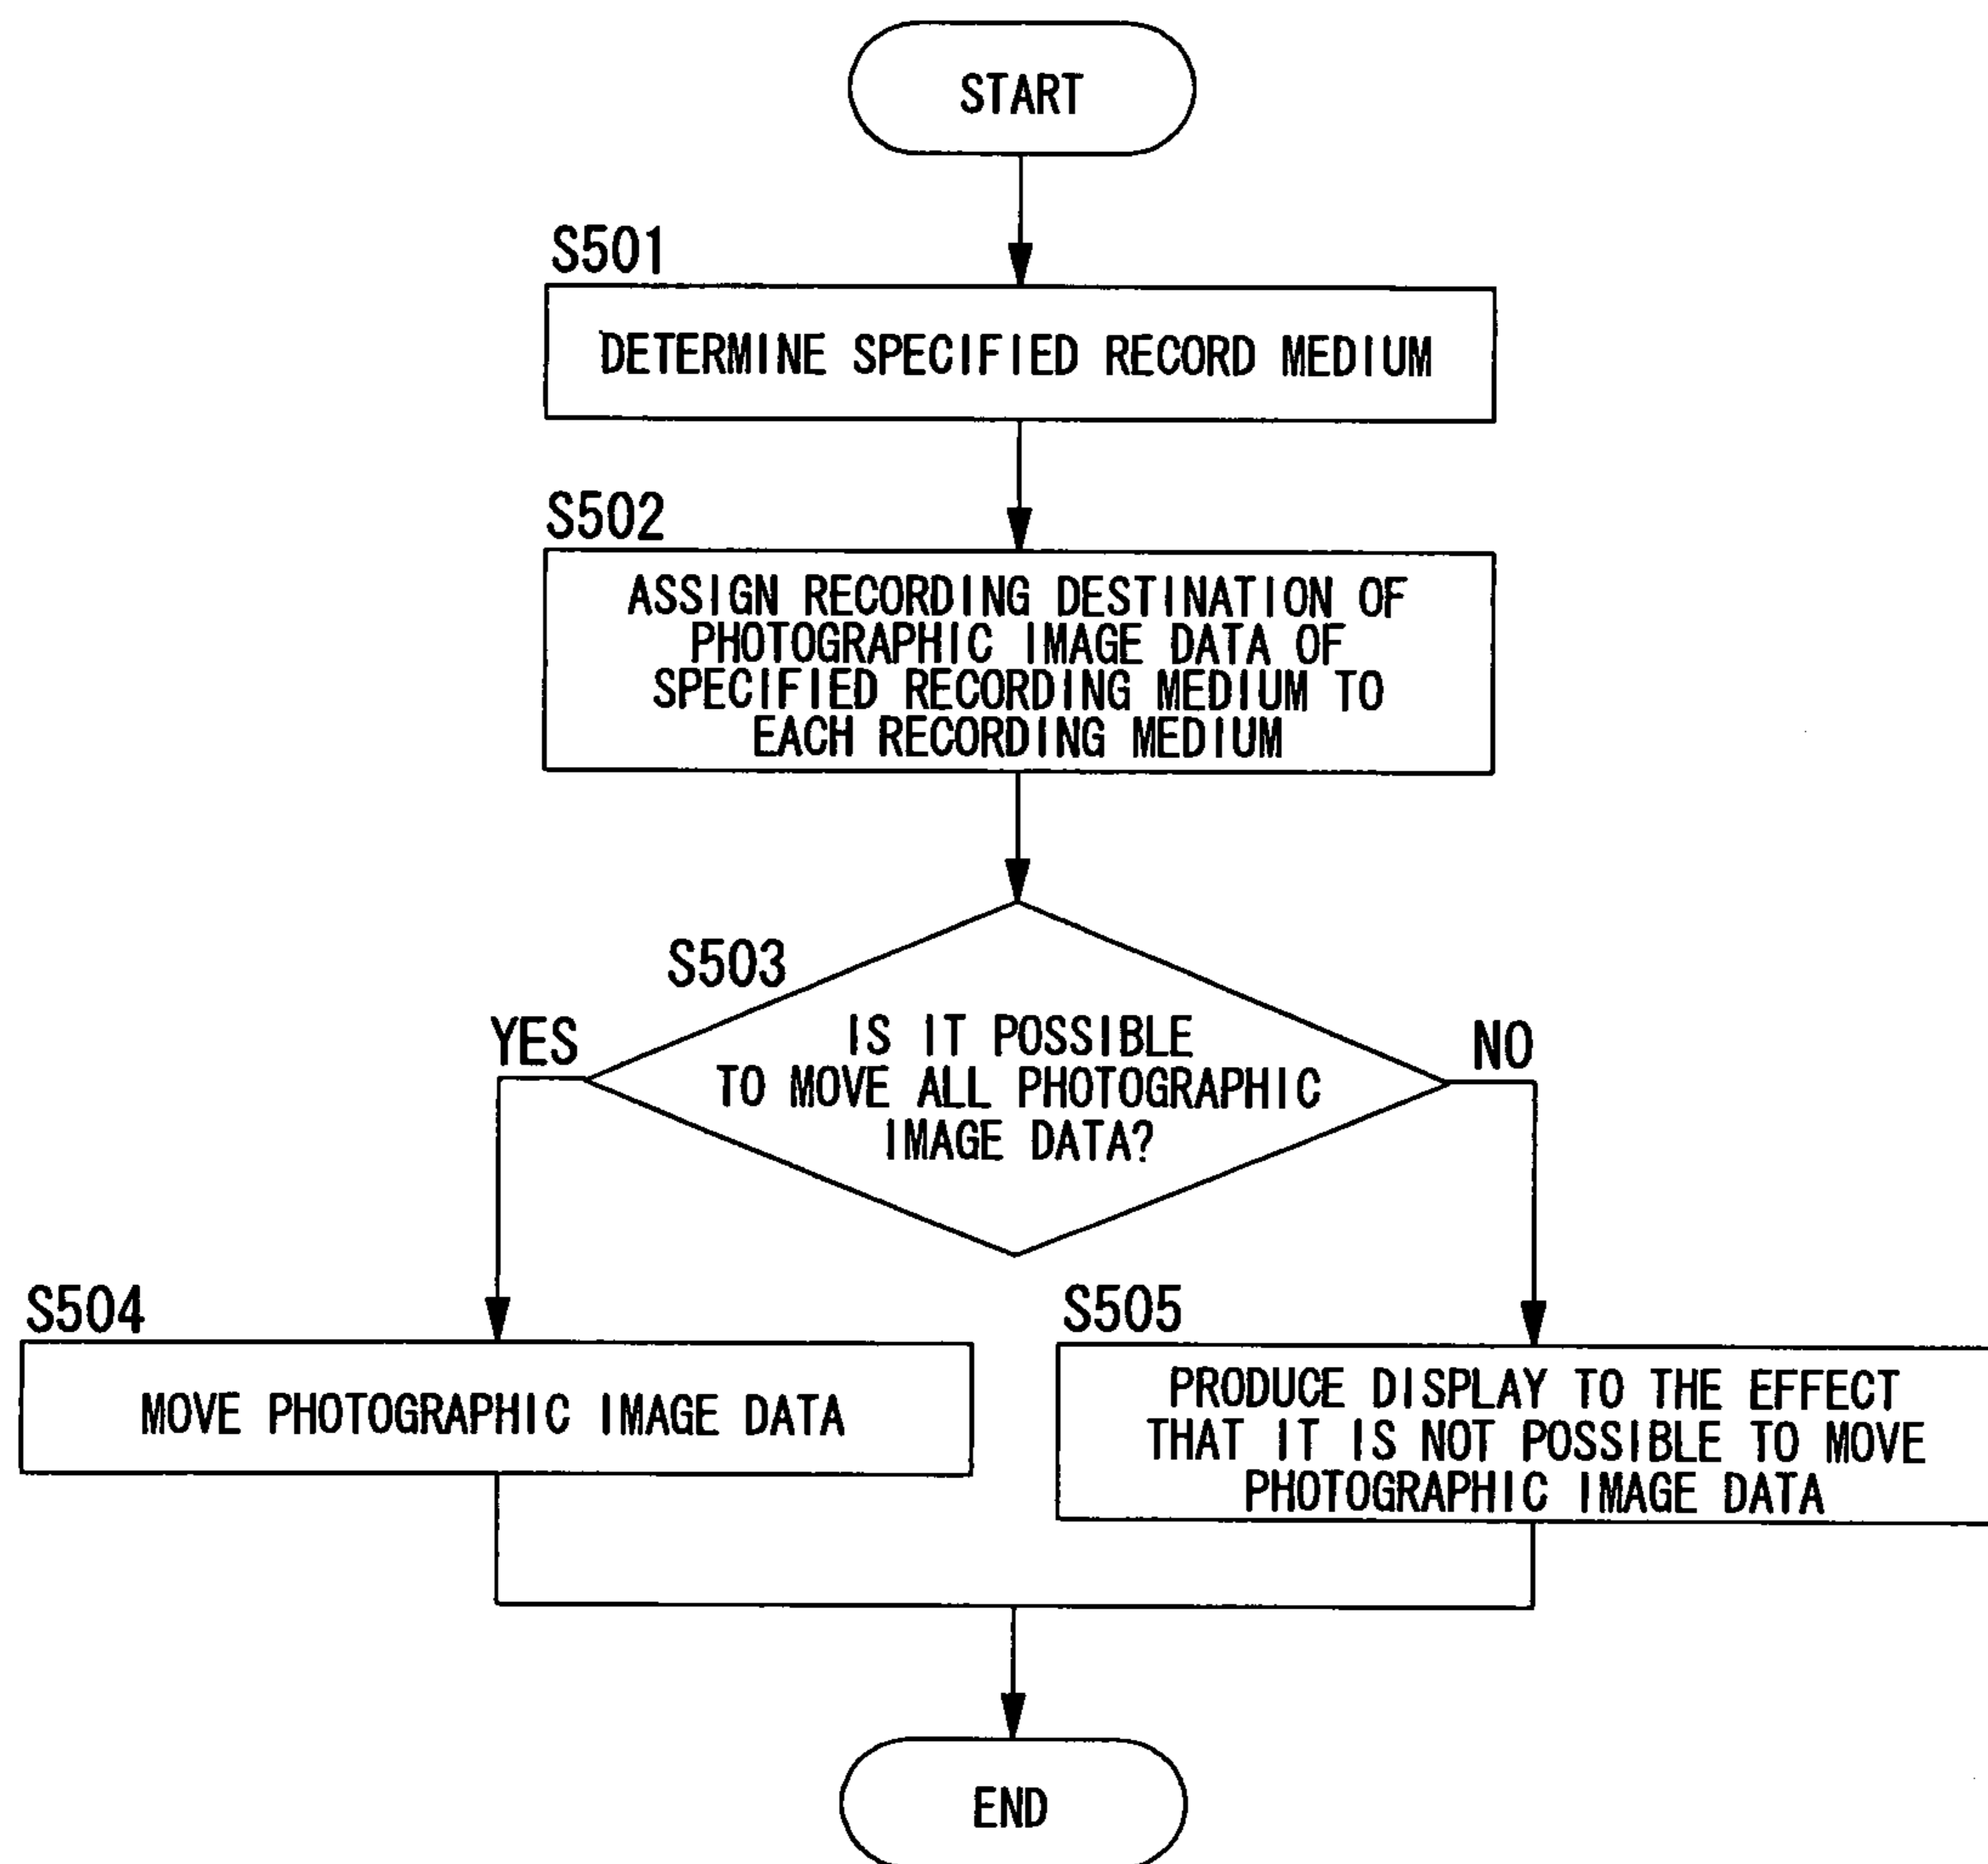 START
S501
DETERMINE SPECIFIED RECORD MEDIUM
S502
ASSIGN RECORDING DESTINATION OF
PHOTOGRAPHIC IMAGE DATA OF
SPECIFIED RECORDING MEDIUM TO
EACH RECORDING MEDIUM
S503
YES
IS IT POSSIBLE
TO MOVE ALL PHOTOGRAPHIC
IMAGE DATA?
NO
S504
MOVE PHOTOGRAPHIC IMAGE DATA
S505
PRODUCE DISPLAY TO THE EFFECT
THAT IT IS NOT POSSIBLE TO MOVE
PHOTOGRAPHIC IMAGE DATA
END